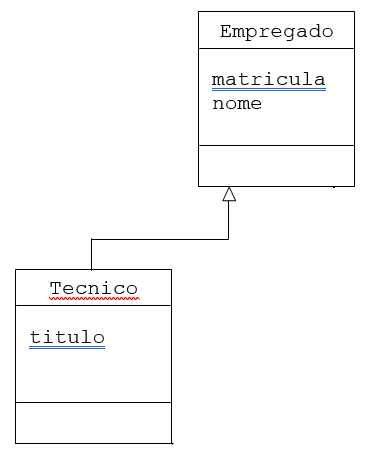 Empregado
matricula
nome
Tecnico
titulo